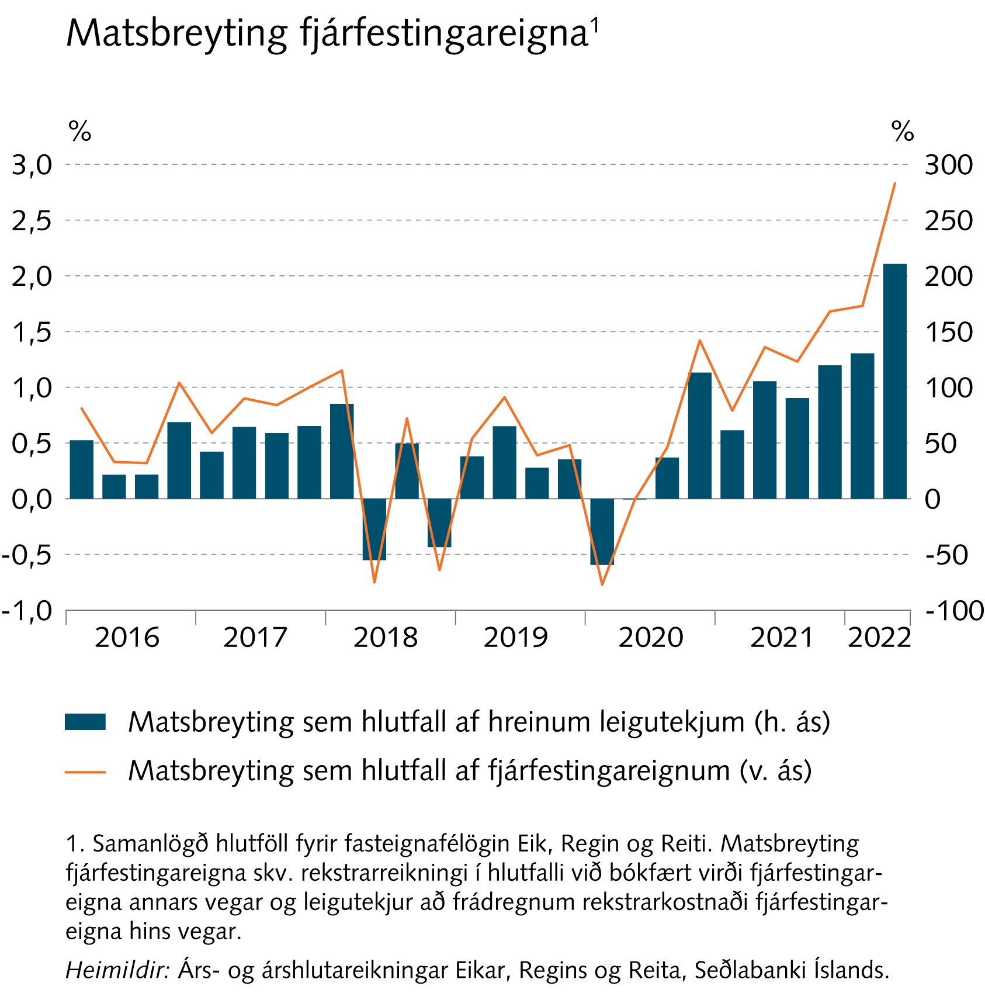 Matsbreyting fjárfestingareigna¹
% %
3,0 300
2,5 250
2,0 200
1,5 150
1,0 100
0,5 50
0,0 0
-0,5 -50
-1,0 -100
2016 2017 2018 2019 2020 2021 2022
Matsbreyting sem hlutfall af hreinum leigutekjum (h. ás)
Matsbreyting sem hlutfall af fjárfestingareignum (v. ás)
1. Samanlögð hlutföll fyrir fasteignafélögin Eik, Regin og Reiti. Matsbreyting
fjárfestingareigna skv. rekstrarreikningi í hlutfalli við bókfært virði fjárfestingar-
eigna annars vegar og leigutekjur að frádregnum rekstrarkostnaði fjárfestingar-
eigna hins vegar.
Heimildir: Árs- og árshlutareikningar Eikar, Regins og Reita, Seðlabanki Íslands.